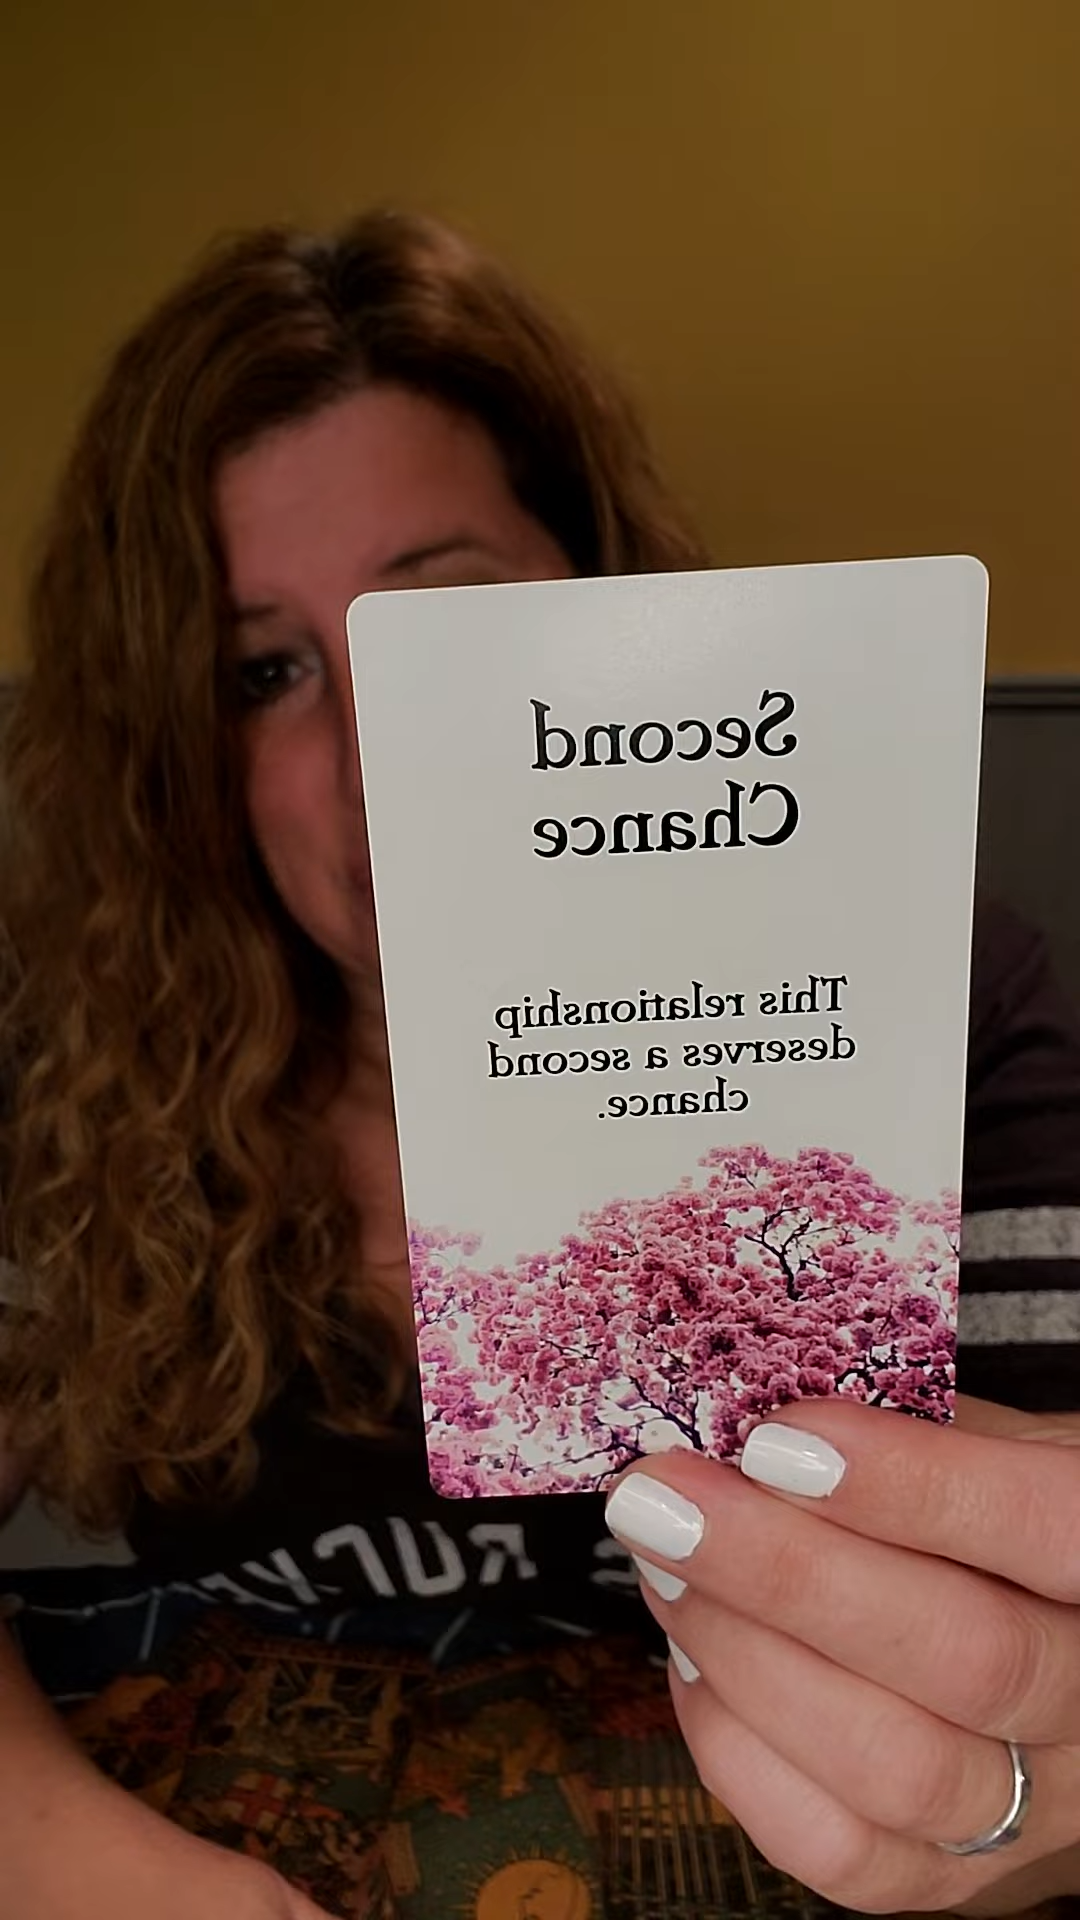 Second
Chance
This relationship
deserves a second
chance.